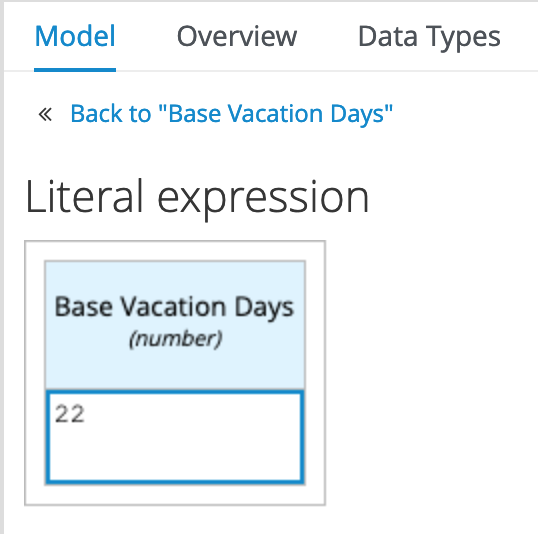 Model Overview Data Types
« Back to "Base Vacation Days"
Literal expression
Base Vacation Days
(number)
22